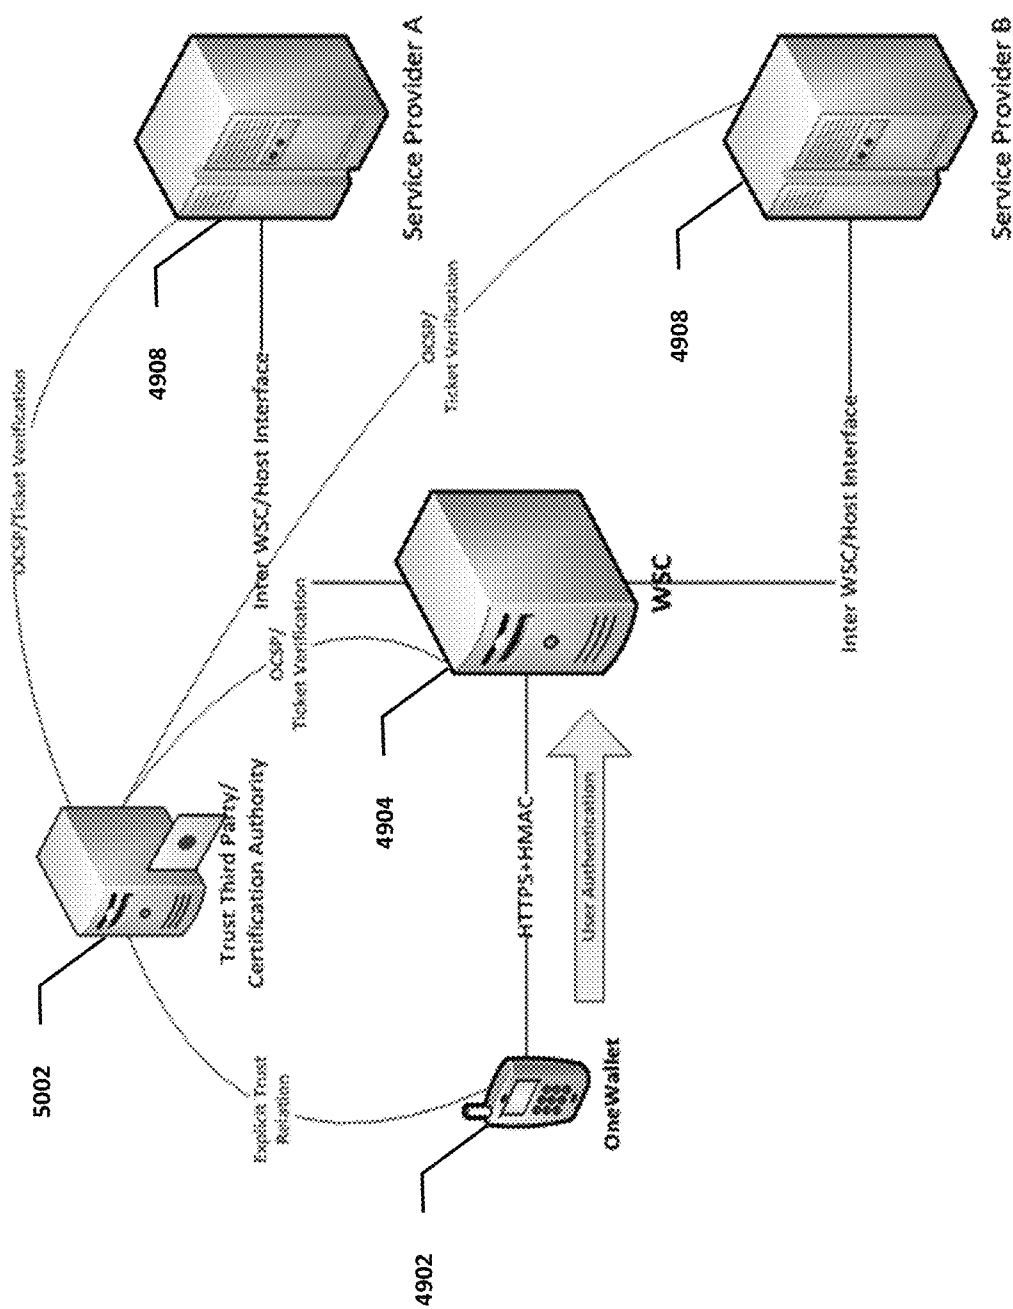 OCSP/Ticket Verification
5002
4908
Trust Third Party/
Certification Authority
Explicit Trust
Relation
Inter WSC/Host Interface
OCSP/
Ticket Verification
4904
Service Provider A
4902
OCSP/
Ticket Verification
HTTPS+HMAC
User Authentication
OneWallet
WSC
4908
Inter WSC/Host Interface
Service Provider B